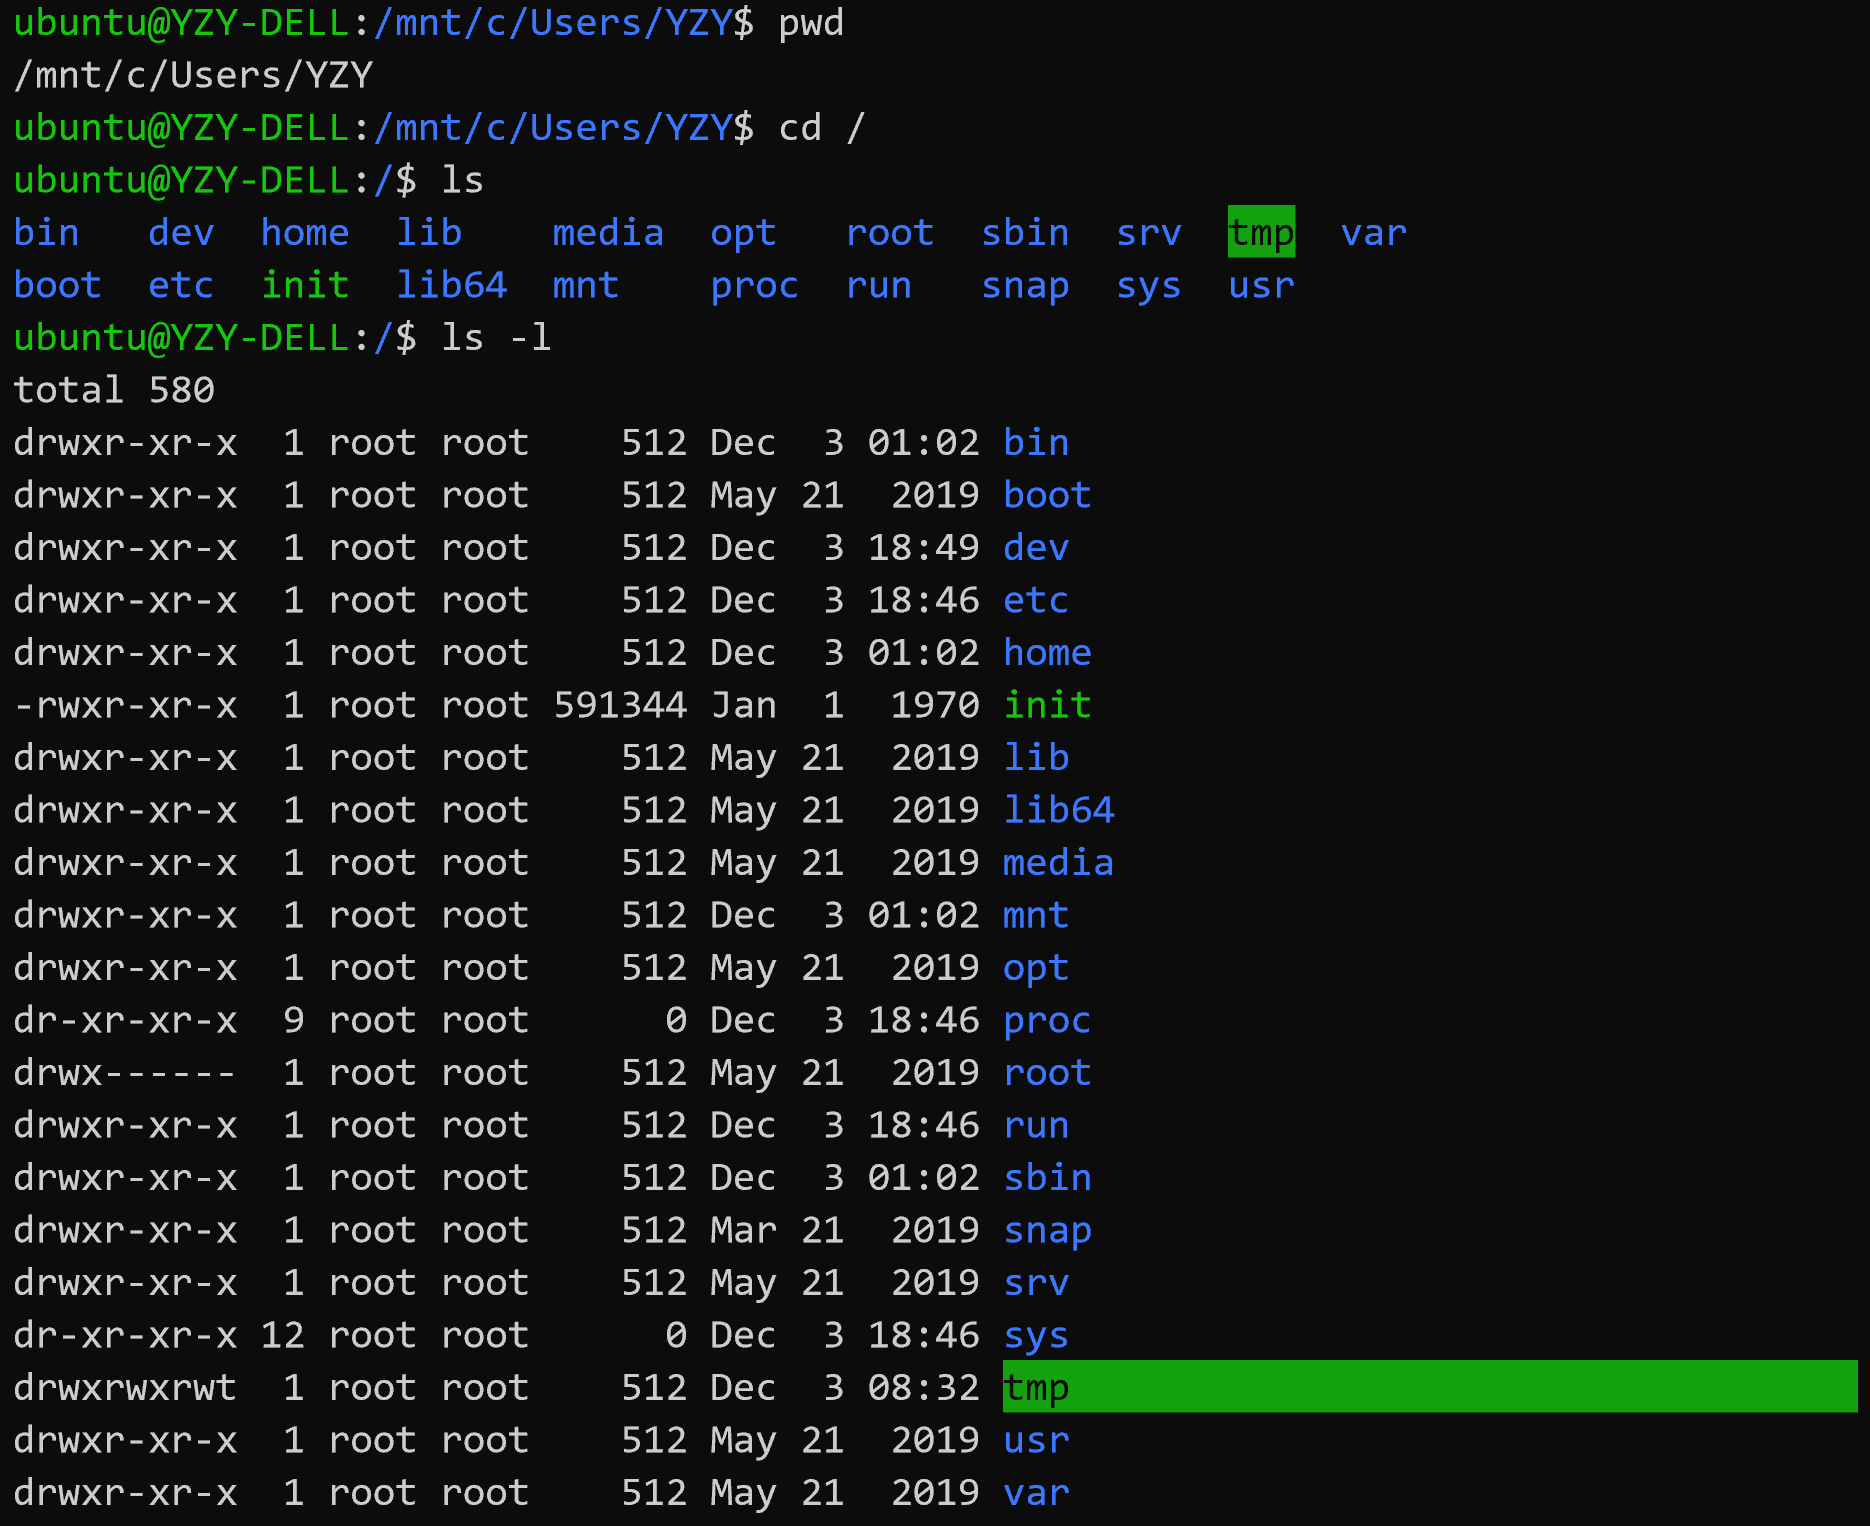 ubuntu@YZY-DELL:/mnt/c/Users/YZY$ pwd
/mnt/c/Users/YZY
ubuntu@YZY-DELL:/mnt/c/Users/YZY$ cd /
ubuntu@YZY-DELL:/$ ls
bin   dev  home  lib    media  opt   root  sbin  srv  tmp  var
boot  etc  init  lib64  mnt    proc  run   snap  sys  usr
ubuntu@YZY-DELL:/$ ls -l
total 580
drwxr-xr-x  1 root root    512 Dec  3 01:02 bin
drwxr-xr-x  1 root root    512 May 21  2019 boot
drwxr-xr-x  1 root root    512 Dec  3 18:49 dev
drwxr-xr-x  1 root root    512 Dec  3 18:46 etc
drwxr-xr-x  1 root root    512 Dec  3 01:02 home
-rwxr-xr-x  1 root root 591344 Jan  1  1970 init
drwxr-xr-x  1 root root    512 May 21  2019 lib
drwxr-xr-x  1 root root    512 May 21  2019 lib64
drwxr-xr-x  1 root root    512 May 21  2019 media
drwxr-xr-x  1 root root    512 Dec  3 01:02 mnt
drwxr-xr-x  1 root root    512 May 21  2019 opt
dr-xr-xr-x  9 root root      0 Dec  3 18:46 proc
drwx------  1 root root    512 May 21  2019 root
drwxr-xr-x  1 root root    512 Dec  3 18:46 run
drwxr-xr-x  1 root root    512 Dec  3 01:02 sbin
drwxr-xr-x  1 root root    512 Mar 21  2019 snap
drwxr-xr-x  1 root root    512 May 21  2019 srv
dr-xr-xr-x 12 root root      0 Dec  3 18:46 sys
drwxrwxrwt  1 root root    512 Dec  3 08:32 tmp
drwxr-xr-x  1 root root    512 May 21  2019 usr
drwxr-xr-x  1 root root    512 May 21  2019 var